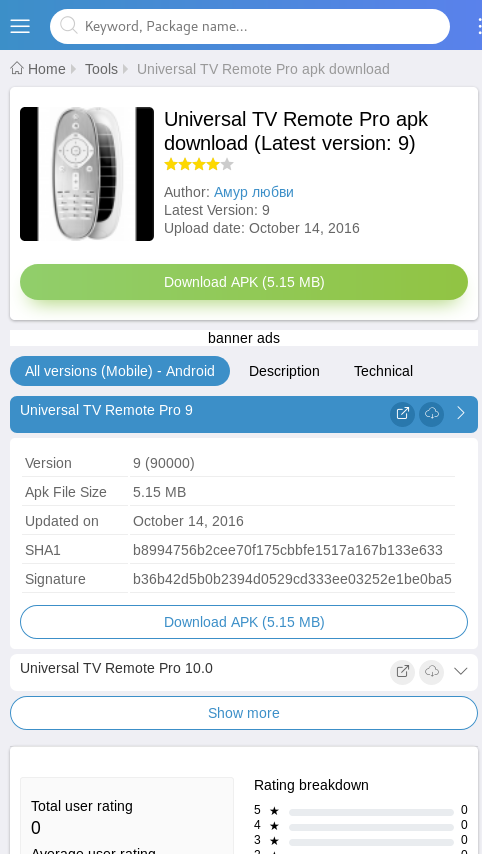 Keyword, Package name...
Home Tools Universal TV Remote Pro apk download
Universal TV Remote Pro apk
download (Latest version: 9)
Author: Амур любви
Latest Version: 9
Upload date: October 14, 2016
Download APK (5.15 MB)
banner ads
All versions (Mobile) - Android Description Technical
Universal TV Remote Pro 9
Version 9 (90000)
Apk File Size 5.15 MB
Updated on October 14, 2016
SHA1 b8994756b2cee70f175cbbfe1517a167b133e633
Signature b36b42d5b0b2394d0529cd333ee03252e1be0ba5
Download APK (5.15 MB)
Universal TV Remote Pro 10.0
Show more
Total user rating
0
Average user rating
Rating breakdown
5 ★ 0
4 ★ 0
3 ★ 0